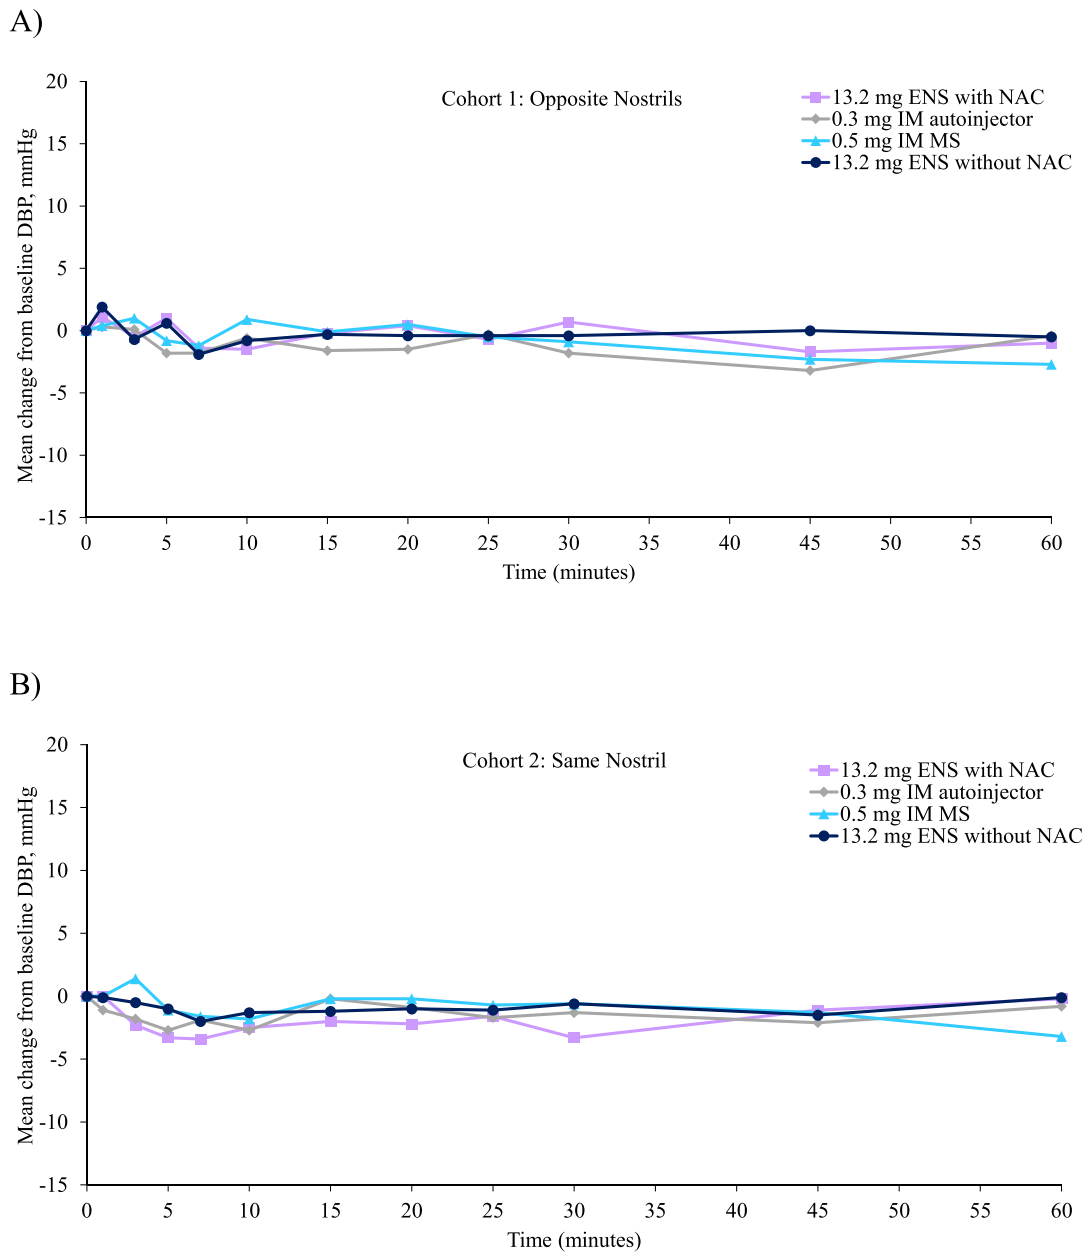 A)
Cohort 1: Opposite Nostrils
13.2 mg ENS with NAC
0.3 mg IM autoinjector
0.5 mg IM MS
13.2 mg ENS without NAC
Mean change from baseline DBP, mmHg
20
15
10
5
0
-5
-10
-15
0 5 10 15 20 25 30 35 40 45 50 55 60
Time (minutes)
B)
Cohort 2: Same Nostril
13.2 mg ENS with NAC
0.3 mg IM autoinjector
0.5 mg IM MS
13.2 mg ENS without NAC
Mean change from baseline DBP, mmHg
20
15
10
5
0
-5
-10
-15
0 5 10 15 20 25 30 35 40 45 50 55 60
Time (minutes)